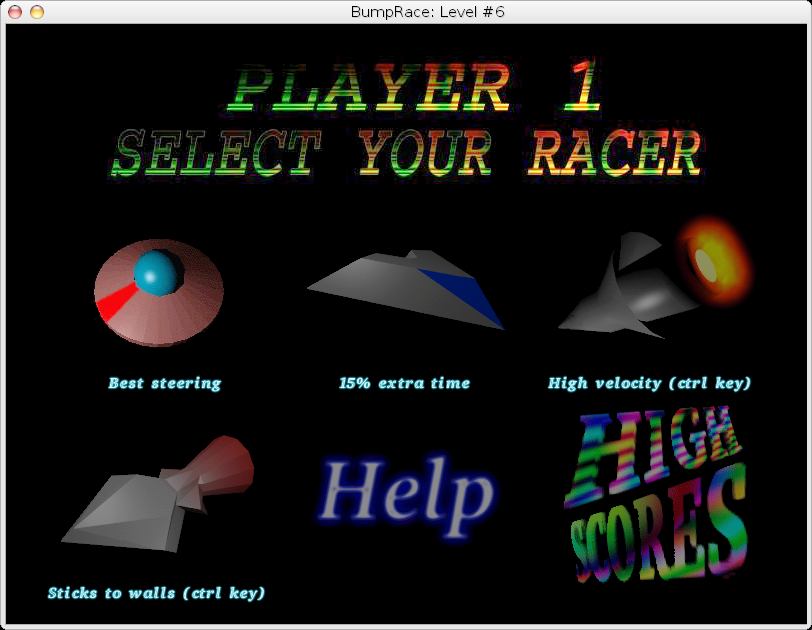 BumpRace: Level #6
PLAYER 1
SELECT YOUR RACER
Best steering
15% extra time
High velocity (ctrl key)
Sticks to walls (ctrl key)
Help
HIGH
SCORES